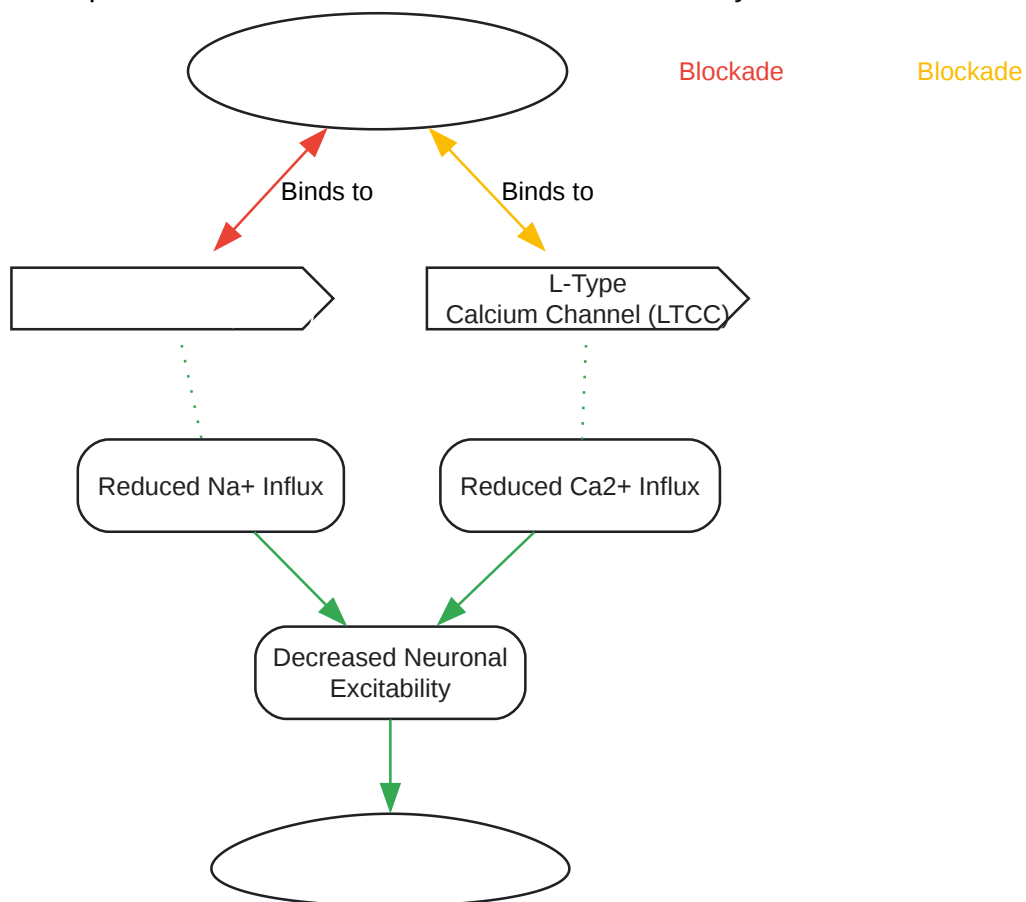 Blockade
Blockade
Binds to
Binds to
L-Type
Calcium Channel (LTCC)
Reduced Na+ Influx
Reduced Ca2+ Influx
Decreased Neuronal
Excitability